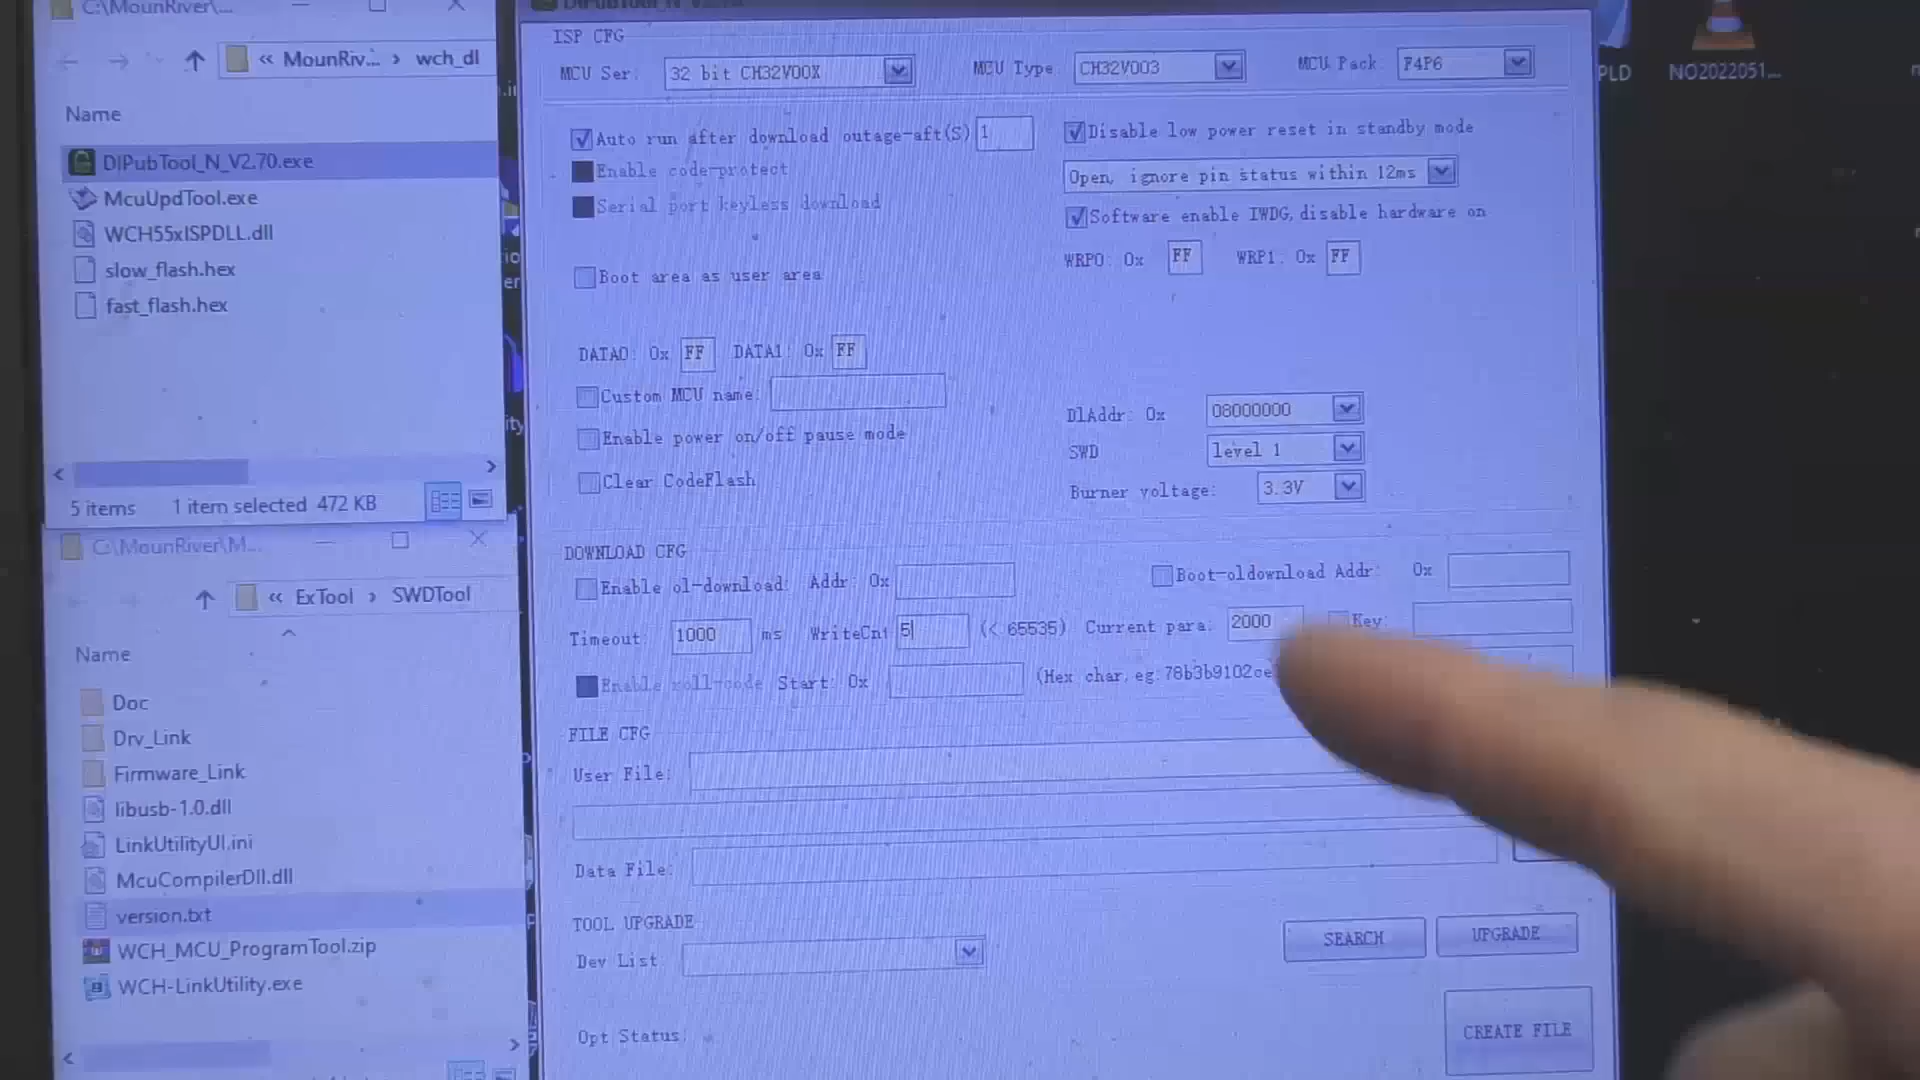 C:\MounRiver\...
« MounRiv... › wch_dl
Name
DlPubTool_N_V2.70.exe
McuUpdTool.exe
WCH55xISPDLL.dll
slow_flash.hex
fast_flash.hex
5 items 1 item selected 472 KB
C:\MounRiver\M...
« ExTool › SWDTool
Name
Doc
Drv_Link
Firmware_Link
libusb-1.0.dll
LinkUtilityUI.ini
McuCompilerDll.dll
version.txt
WCH_MCU_ProgramTool.zip
WCH-LinkUtility.exe
ISP CFG
MCU Ser: 32 bit CH32V00X MCU Type CH32V003 MCU Pack: F4P6
Auto run after download outage-aft(S) 1
Disable low power reset in standby mode
Enable code-protect
Open, ignore pin status within 12ms
Serial port keyless download
Software enable IWDG, disable hardware on
WRP0: 0x FF WRP1: 0x FF
Boot area as user area
DATA0: 0x FF DATA1: 0x FF
Custom MCU name:
DlAddr: 0x 08000000
Enable power on/off pause mode
SWD level 1
Clear CodeFlash
Burner voltage: 3.3V
DOWNLOAD CFG
Enable ol-download: Addr: 0x
Boot-oldownload Addr: 0x
Timeout: 1000 ms WriteCnt 5 (< 65535) Current para: 2000 Key:
Enable roll-code Start: 0x (Hex char, eg:78b3b9102ce
FILE CFG
User File:
Data File:
TOOL UPGRADE
Dev List
SEARCH
UPGRADE
Opt Status:
CREATE FILE
PLD
NO2022051...